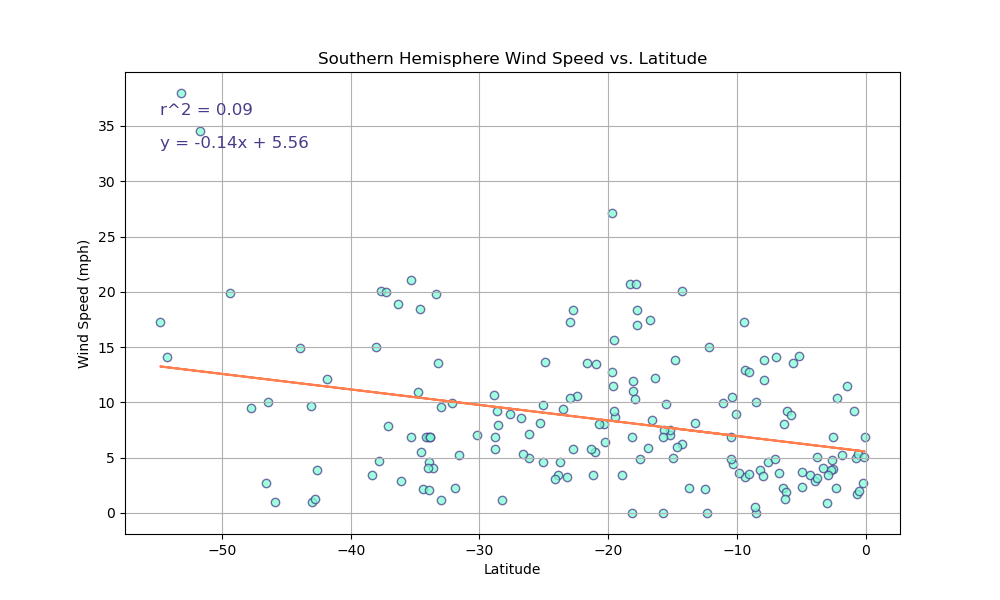 Southern Hemisphere Wind Speed vs. Latitude
r^2 = 0.09
y = -0.14x + 5.56
Wind Speed (mph)
35
30
25
20
15
10
5
0
−50
−40
−30
−20
−10
0
Latitude